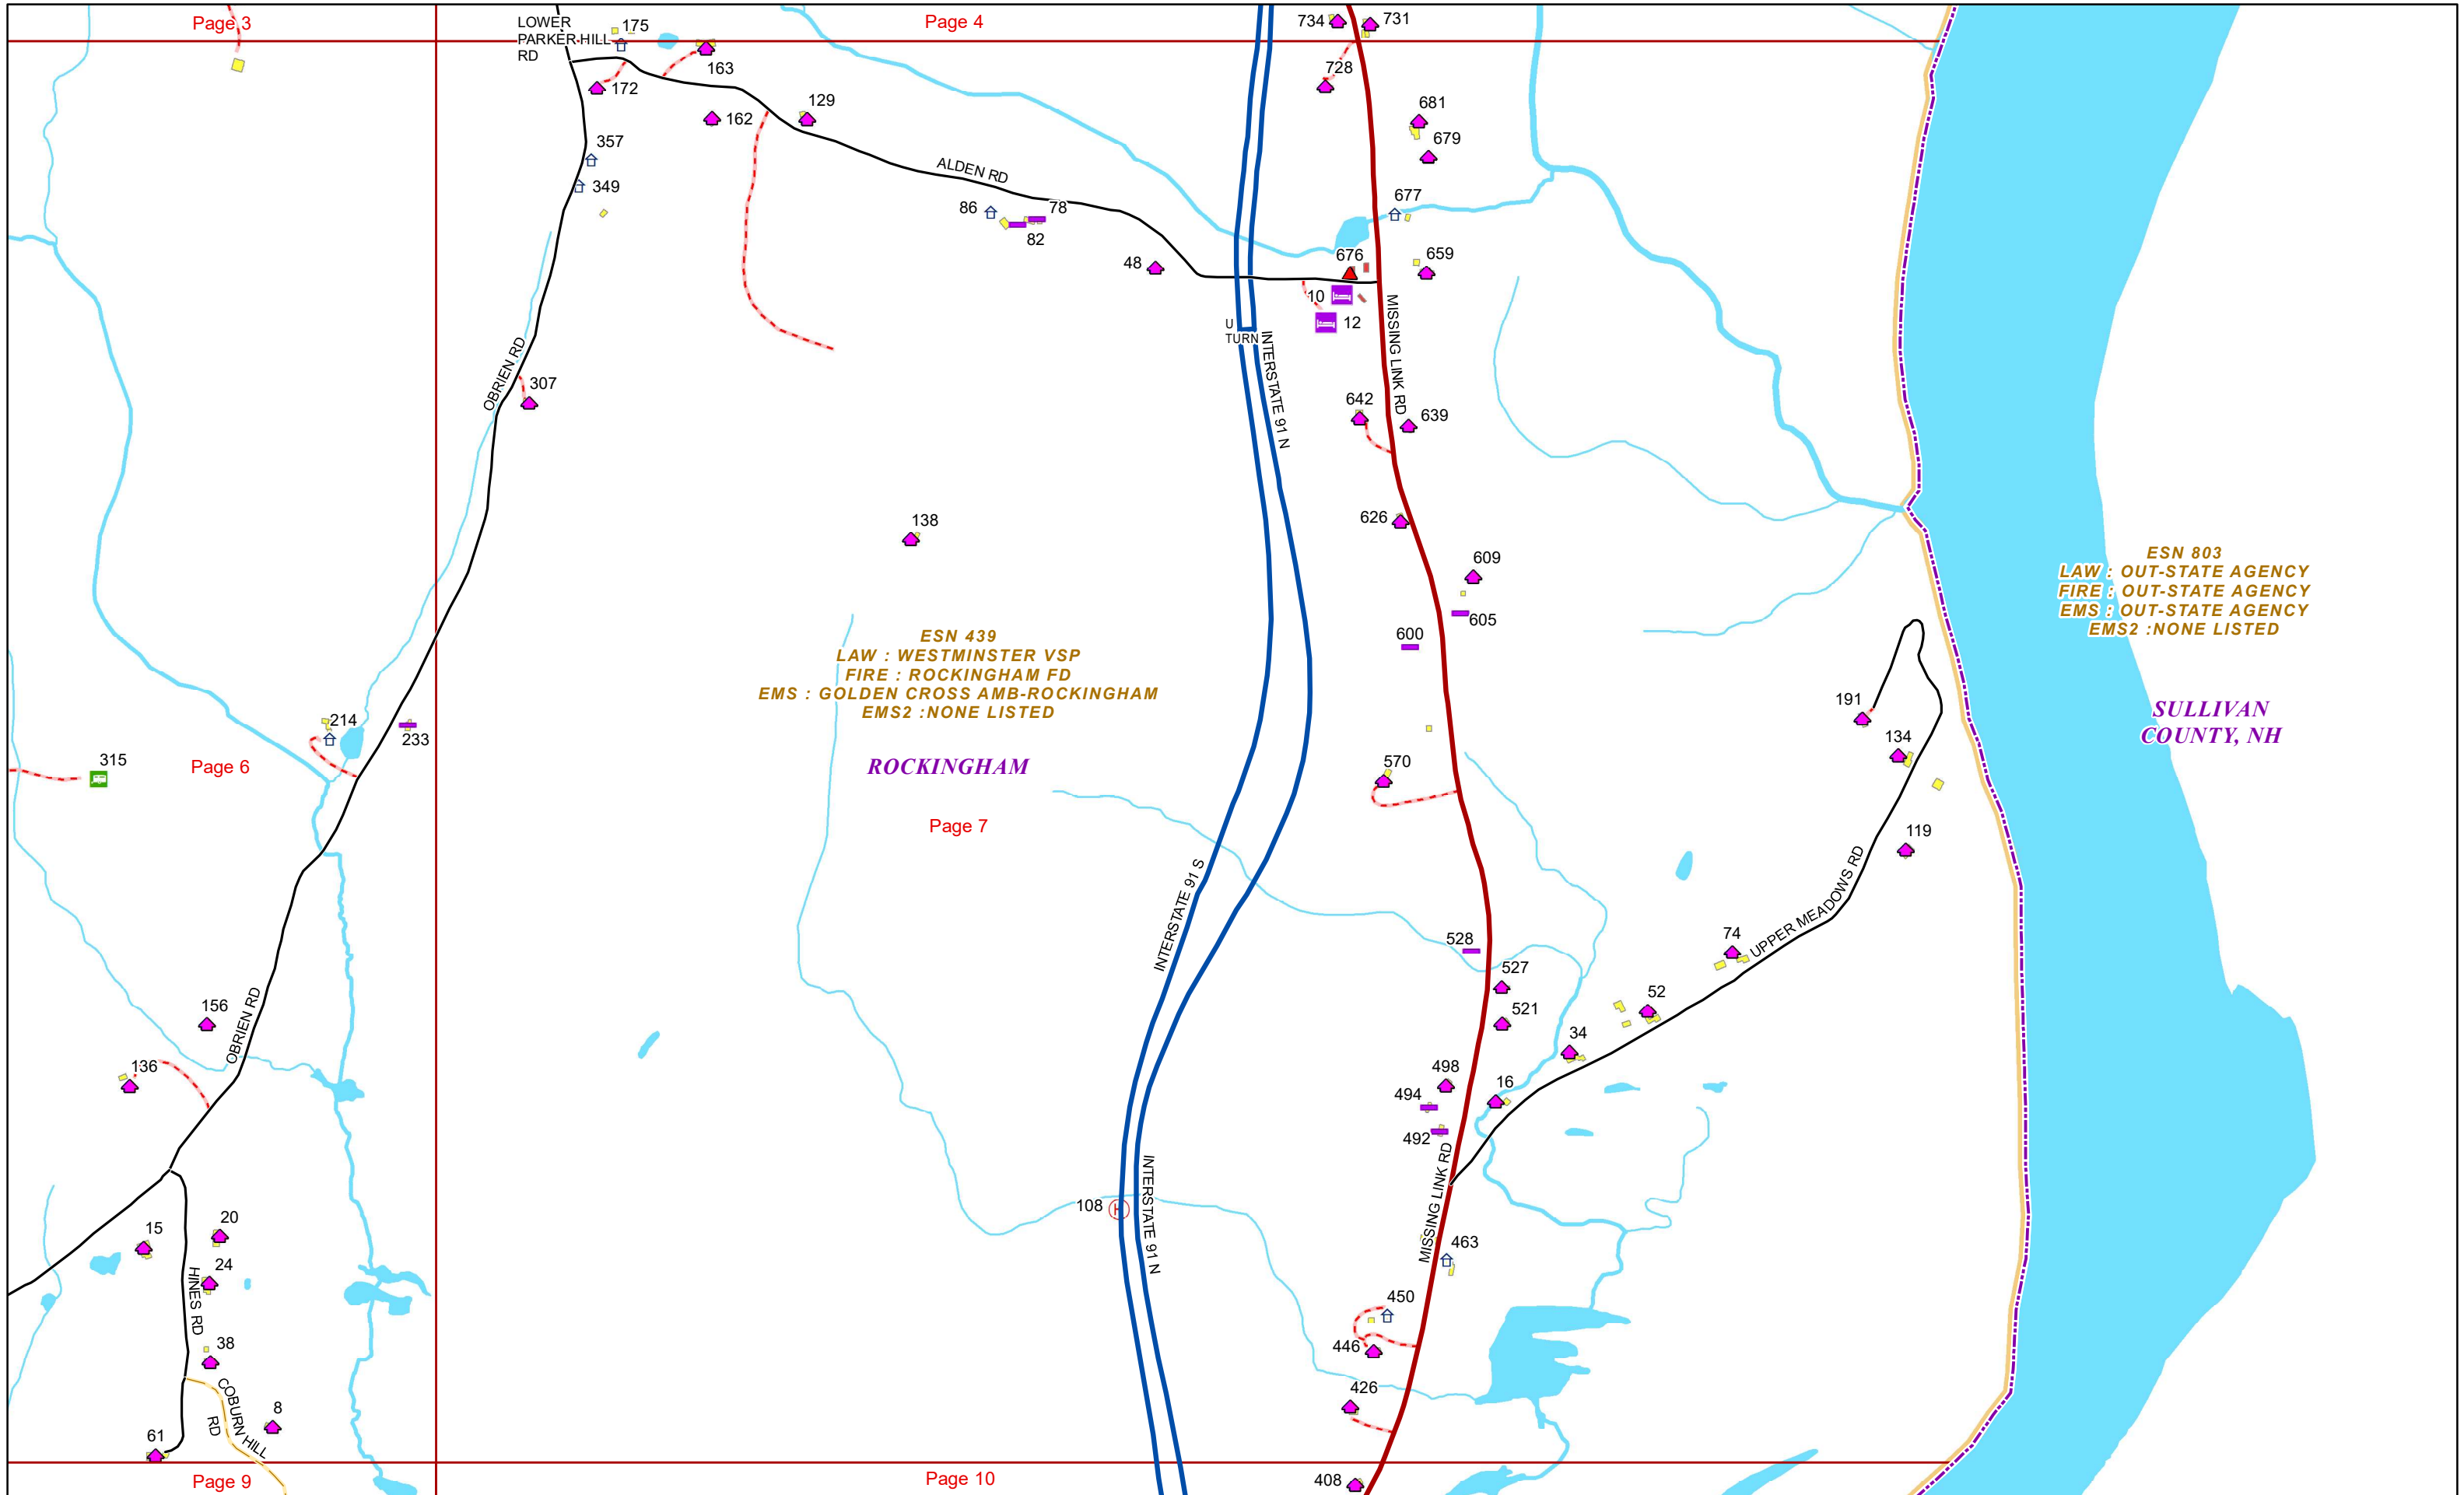 Page 3
LOWER
PARKER HILL
RD
175
Page 4
734
731
163
172
728
162
129
681
679
357
349
ALDEN RD
86
78
82
677
48
676
659
10
12
U
TURN
INTERSTATE 91 N
MISSING LINK RD
OBRIEN RD
307
642
639
626
138
609
605
600
ESN 439
LAW : WESTMINSTER VSP
FIRE : ROCKINGHAM FD
EMS : GOLDEN CROSS AMB-ROCKINGHAM
EMS2 :NONE LISTED
ESN 803
LAW : OUT-STATE AGENCY
FIRE : OUT-STATE AGENCY
EMS : OUT-STATE AGENCY
EMS2 :NONE LISTED
SULLIVAN
COUNTY, NH
191
134
214
233
315
Page 6
ROCKINGHAM
570
Page 7
119
INTERSTATE 91 S
UPPER MEADOWS RD
528
74
527
521
52
34
156
OBRIEN RD
136
498
494
16
492
MISSING LINK RD
108
INTERSTATE 91 N
15
20
24
HINES RD
463
450
446
38
COBURN HILL
RD
8
426
61
Page 9
Page 10
408